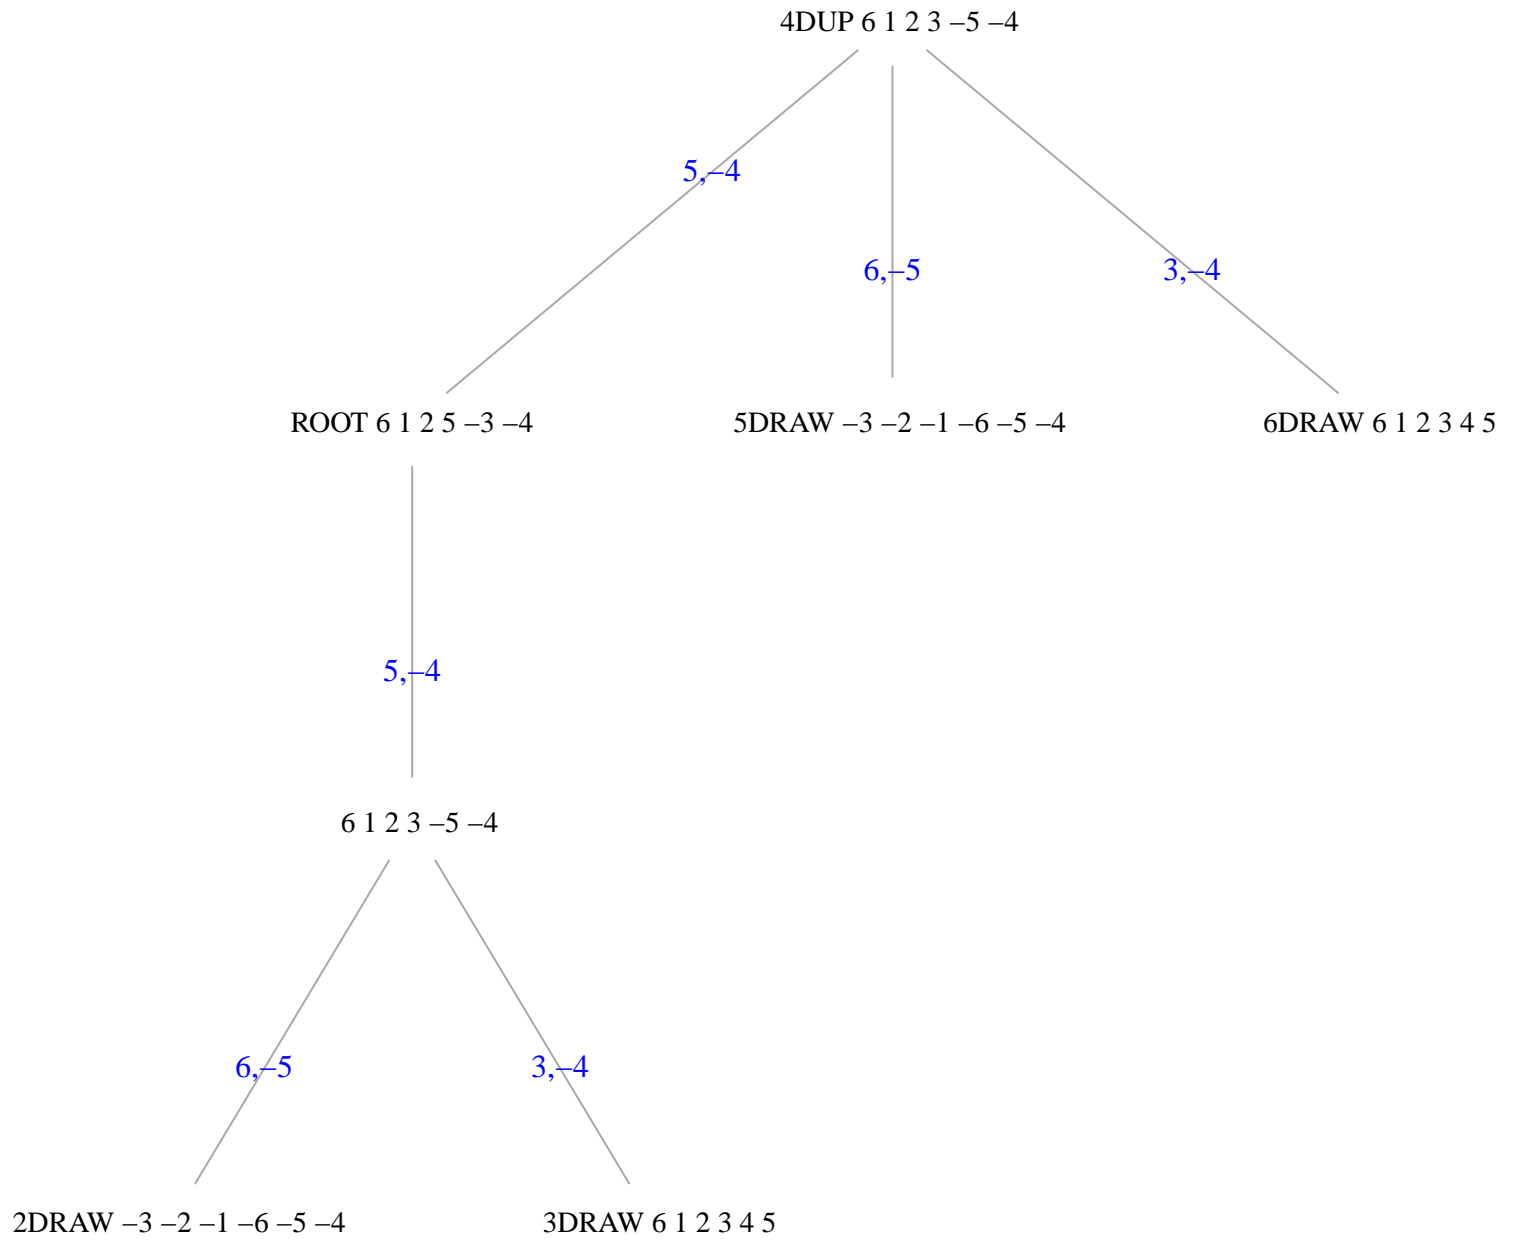 4DUP 6 1 2 3 –5 –4
5,–4
6,–5
3,–4
ROOT 6 1 2 5 –3 –4
5DRAW –3 –2 –1 –6 –5 –4
6DRAW 6 1 2 3 4 5
5,–4
6 1 2 3 –5 –4
6,–5
3,–4
2DRAW –3 –2 –1 –6 –5 –4
3DRAW 6 1 2 3 4 5